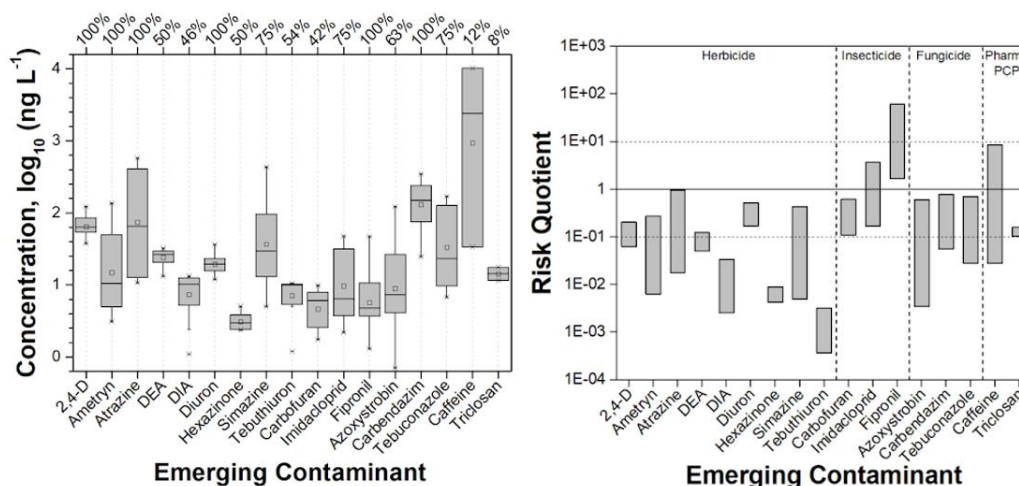 100% 100% 100% 50% 46% 100% 50% 75% 54% 42% 75% 100% 63% 100% 75% 12% 8%
Concentration, log10 (ng L-1)
4
3
2
1
0
2,4-D Ametryn Atrazine DEA DIA Diuron Hexazinone Simazine Tebuthiuron Carbofuran Imidacloprid Fipronil Azoxystrobin Carbendazim Tebuconazole Caffeine Triclosan
Emerging Contaminant
Risk Quotient
1E+03
1E+02
1E+01
1
1E-01
1E-02
1E-03
1E-04
Herbicide Insecticide Fungicide Pharm
PCP
2,4-D Ametryn Atrazine DEA DIA Diuron Hexazinone Simazine Tebuthiuron Carbofuran Imidacloprid Fipronil Azoxystrobin Carbendazim Tebuconazole Caffeine Triclosan
Emerging Contaminant